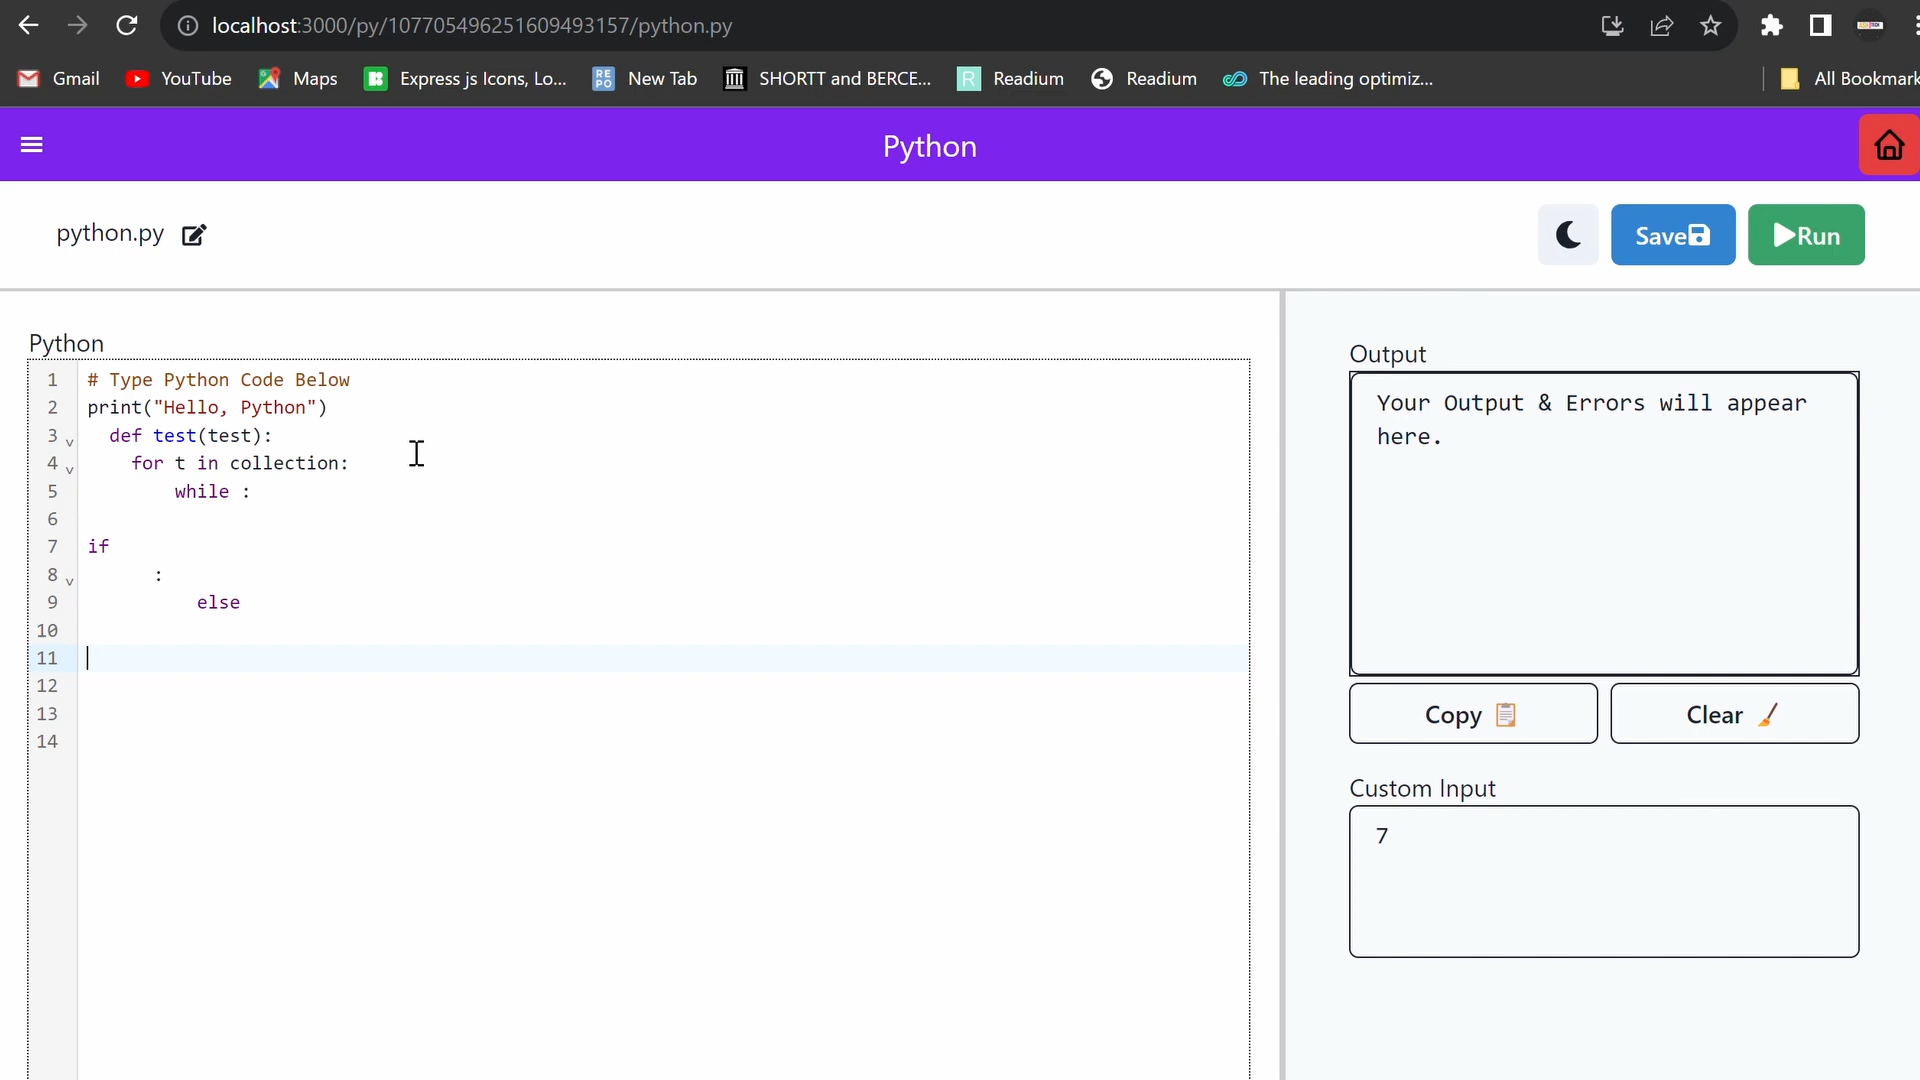 localhost:3000/py/107705496251609493157/python.py
Gmail YouTube Maps Express js Icons, Lo... RE PO New Tab SHORTT and BERCE... R Readium Readium The leading optimiz... All Bookmark
Python
python.py Save Run
Python
1 # Type Python Code Below
2 print("Hello, Python")
3 def test(test):
4 for t in collection:
5 while :
6
7 if
8 :
9 else
10
11
12
13
14
Output
Your Output & Errors will appear
here.
Copy Clear
Custom Input
7